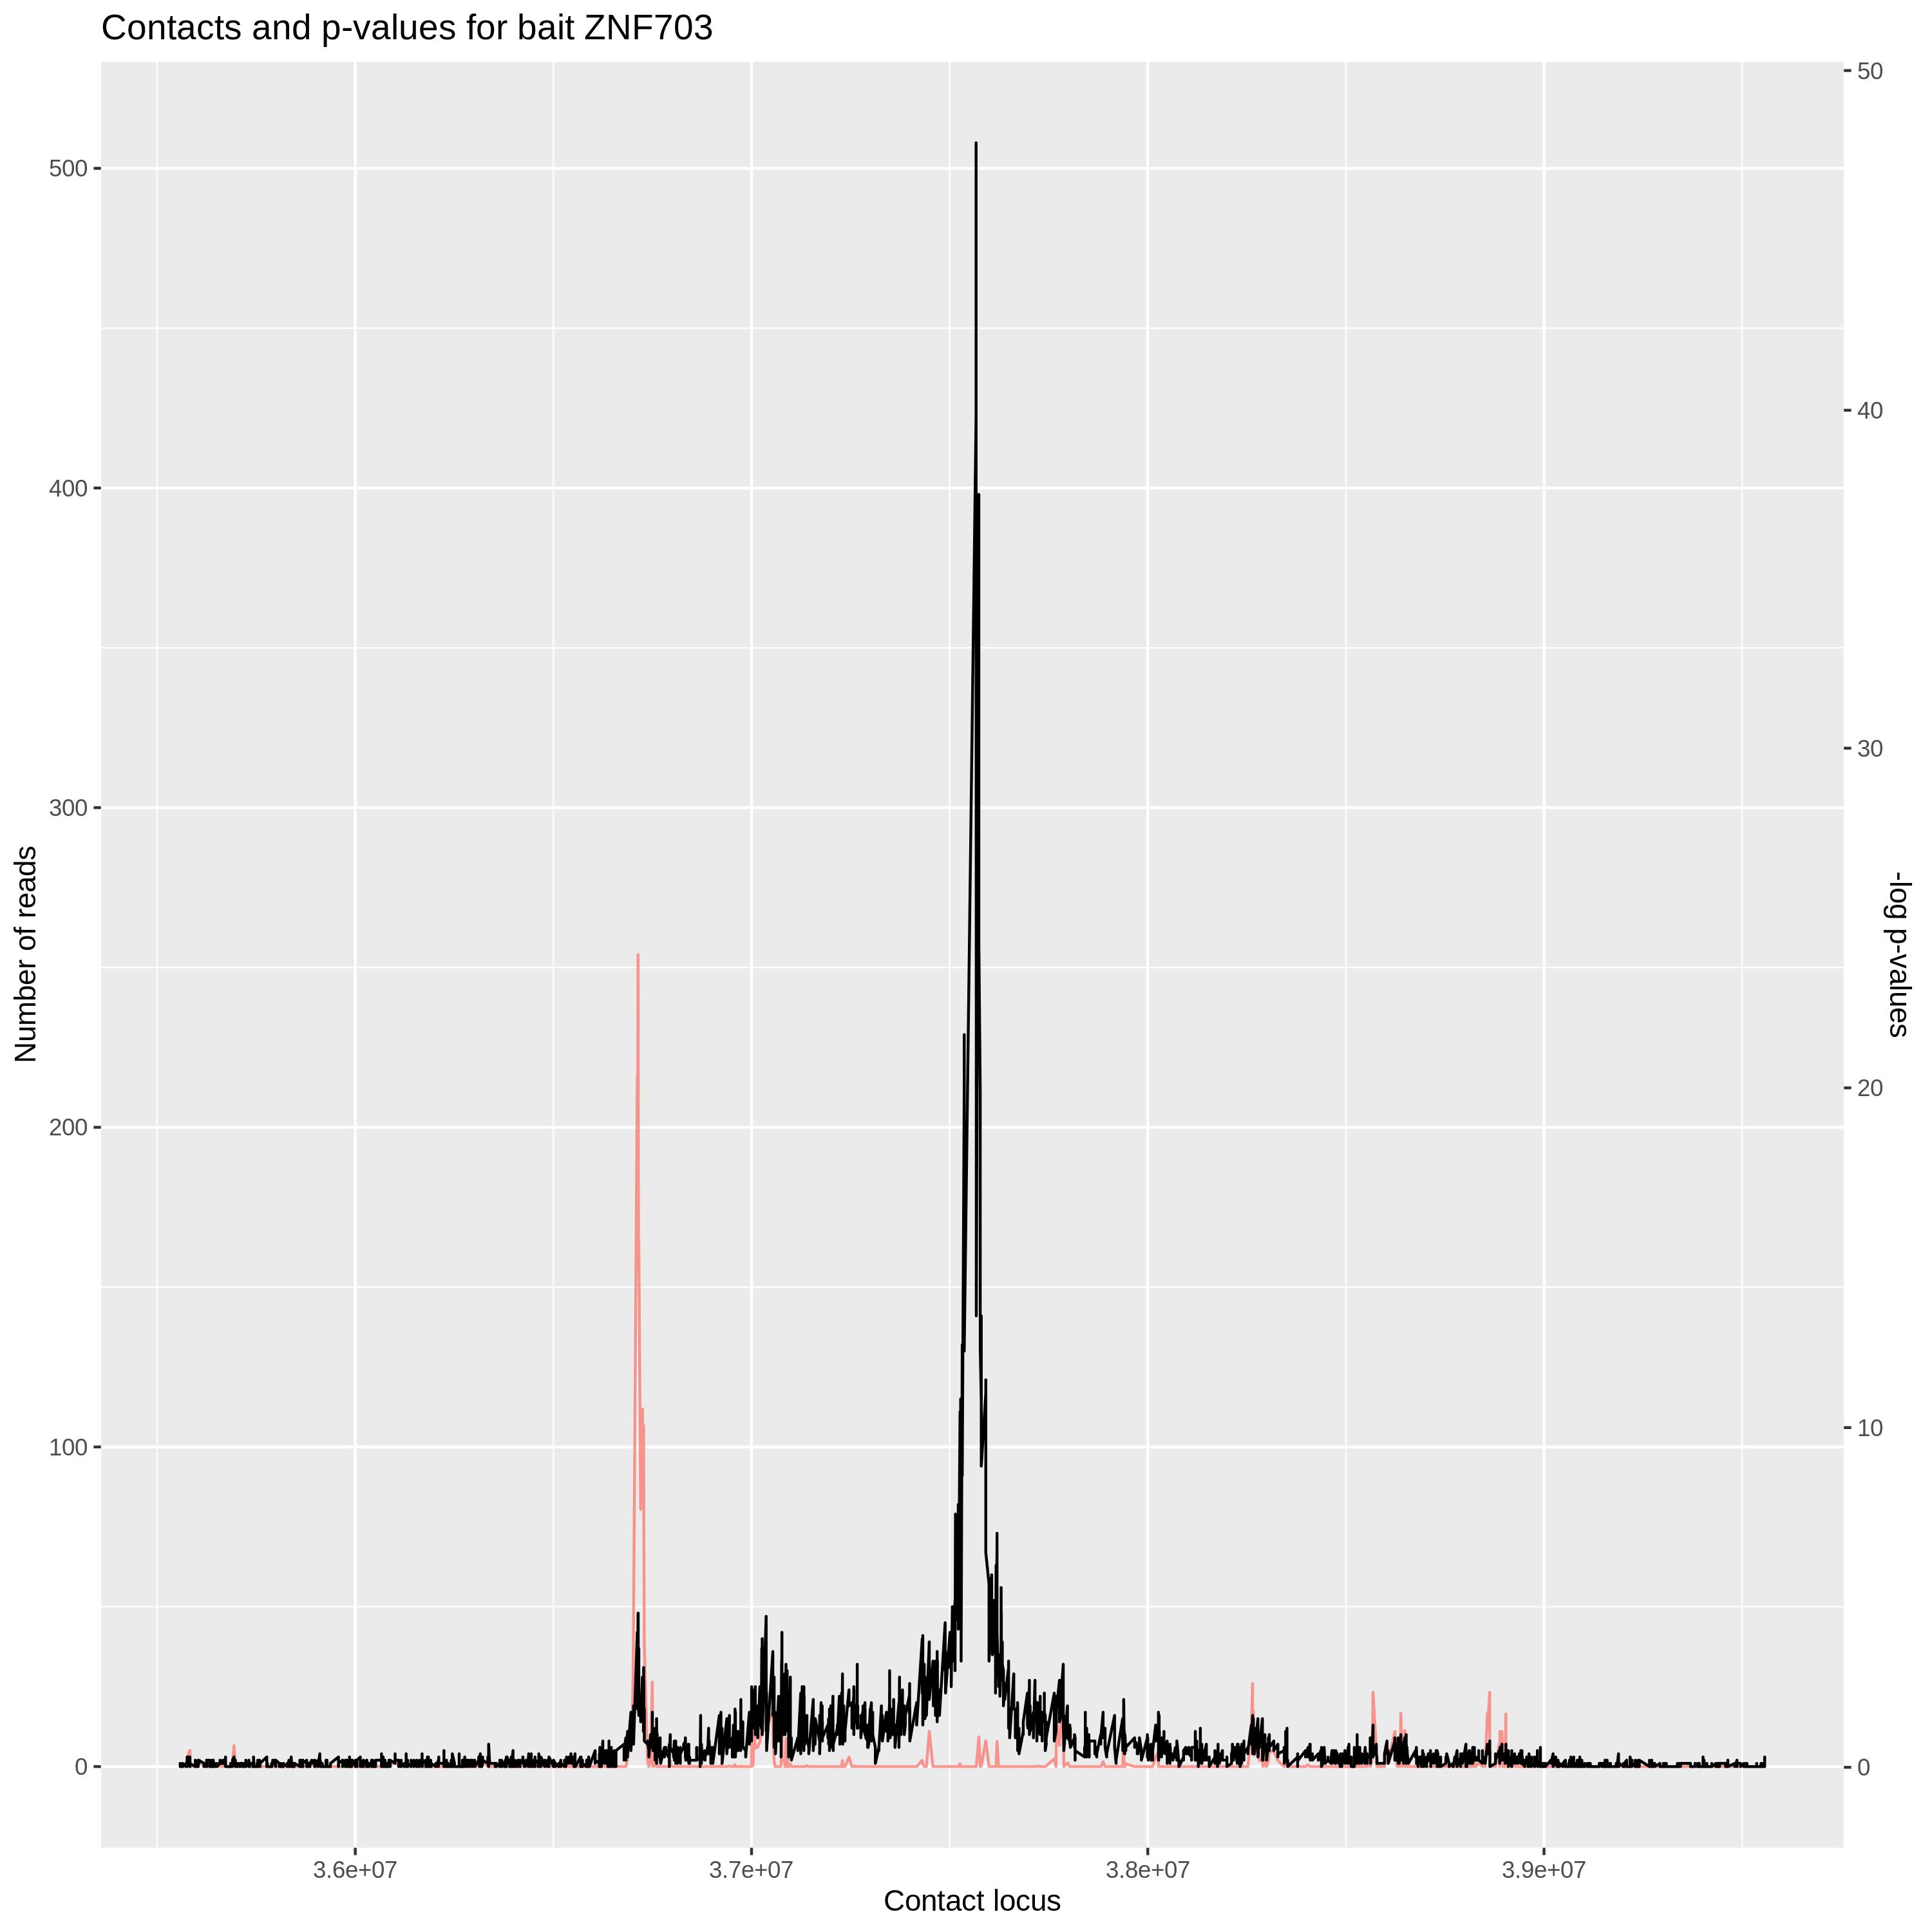 Contacts and p-values for bait ZNF703
50
500
40
400
30
300
Number of reads
-log p-values
20
200
10
100
0
0
3.6e+07 3.7e+07 3.8e+07 3.9e+07
Contact locus